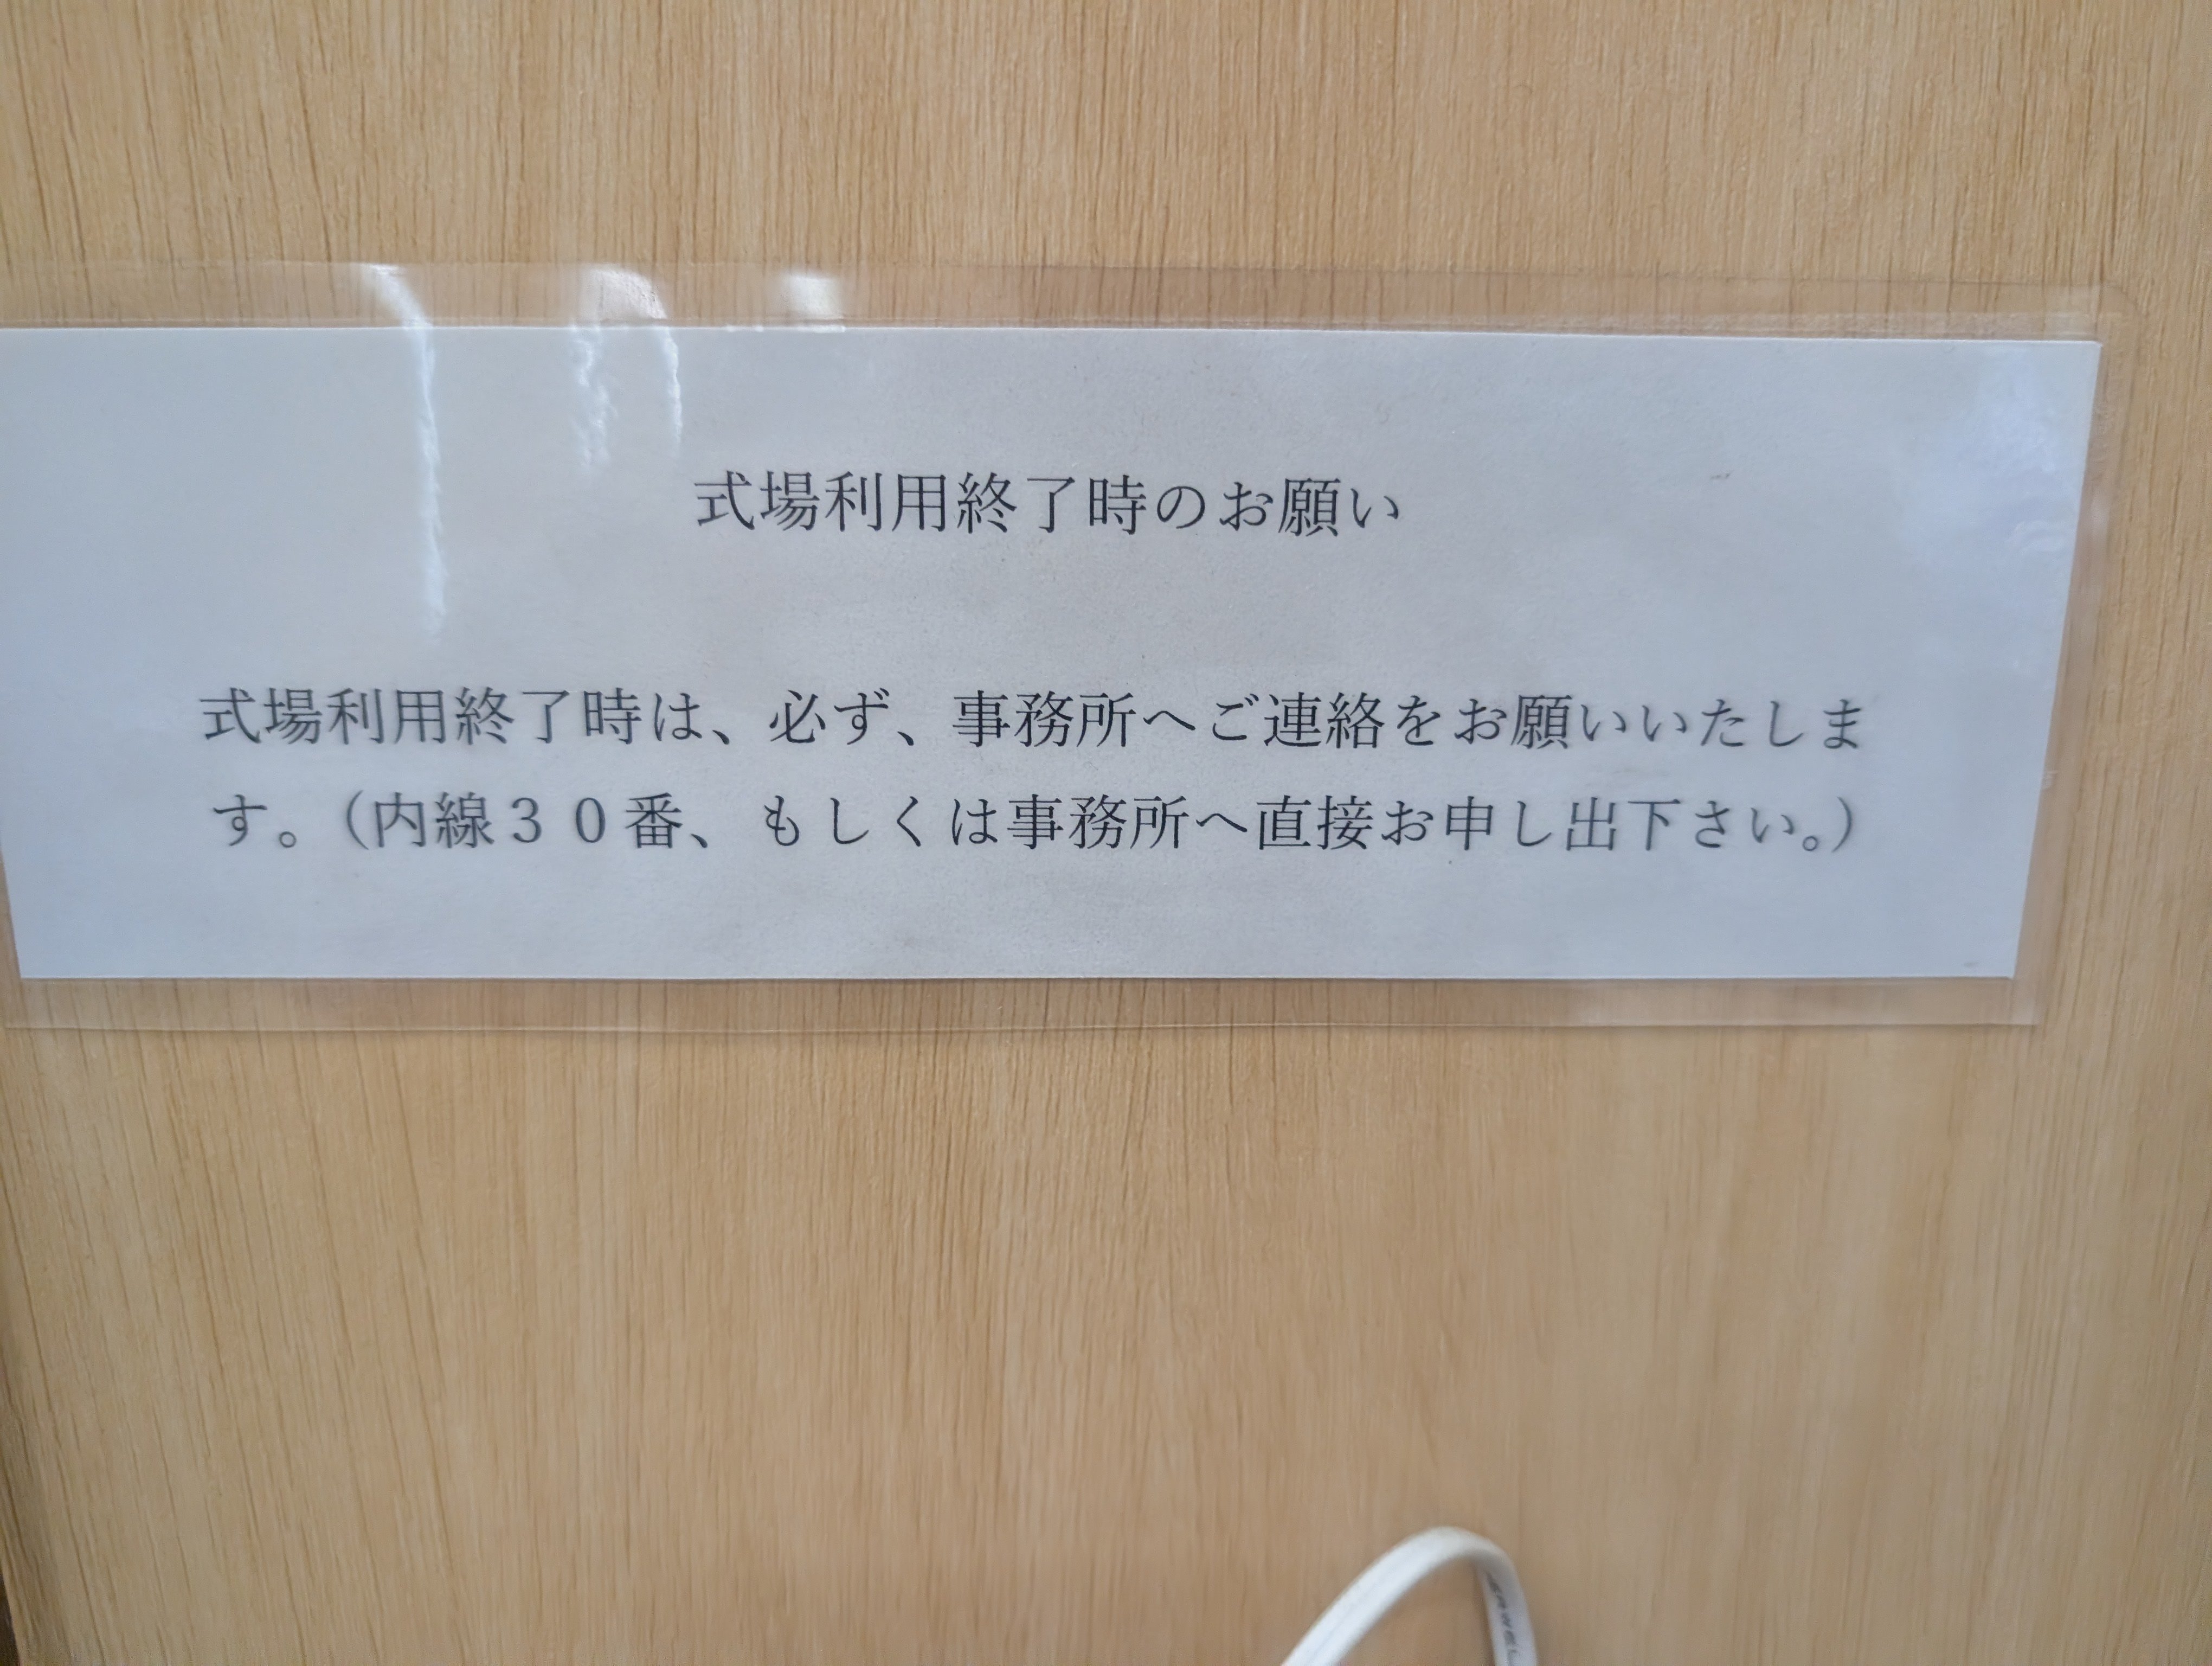 式場利用終了時のお願い
式場利用終了時は、必ず、事務所へご連絡をお願いいたしま
す。（内線３０番、もしくは事務所へ直接お申し出下さい。）